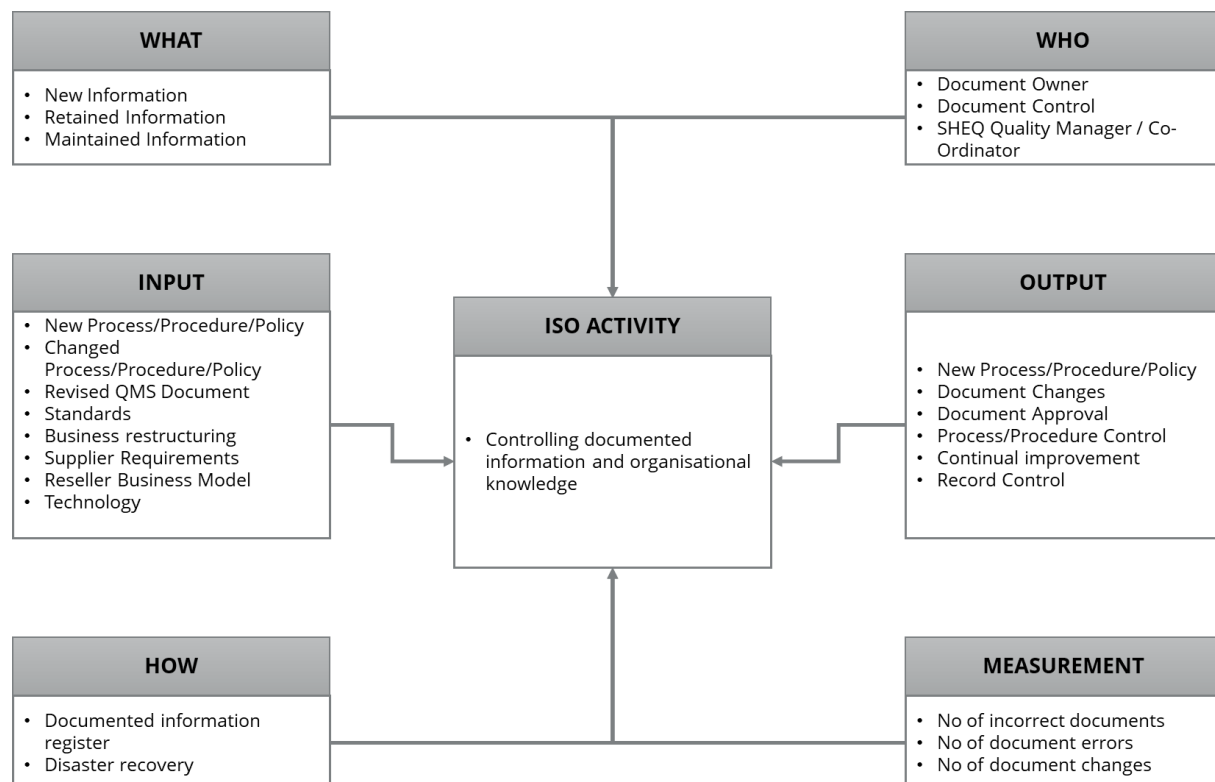 WHAT
• New Information
• Retained Information
• Maintained Information
WHO
• Document Owner
• Document Control
• SHEQ Quality Manager / Co-
Ordinator
INPUT
• New Process/Procedure/Policy
• Changed
Process/Procedure/Policy
• Revised QMS Document
• Standards
• Business restructuring
• Supplier Requirements
• Reseller Business Model
• Technology
ISO ACTIVITY
• Controlling documented
information and organisational
knowledge
OUTPUT
• New Process/Procedure/Policy
• Document Changes
• Document Approval
• Process/Procedure Control
• Continual improvement
• Record Control
HOW
• Documented information
register
• Disaster recovery
MEASUREMENT
• No of incorrect documents
• No of document errors
• No of document changes